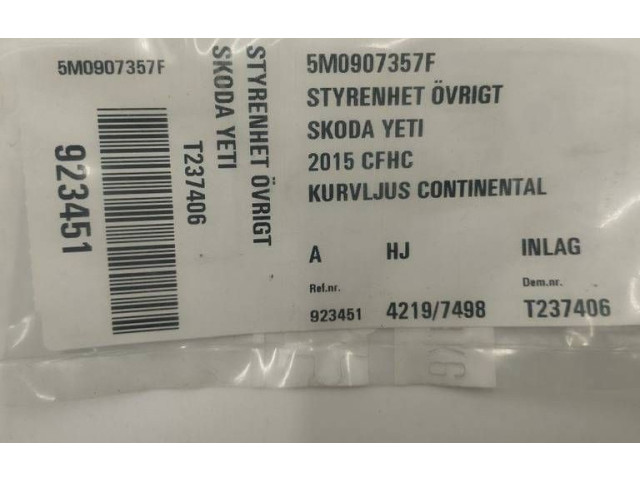 5M0907357F
923451
T237406
SKODA YETI
STYRENHET ÖVRIGT
5M0907357F
STYRENHET ÖVRIGT
SKODA YETI
2015 CFHC
KURVLJUS CONTINENTAL
A HJ INLAG
Ref.nr. Dem.nr.
923451 4219/7498 T237406